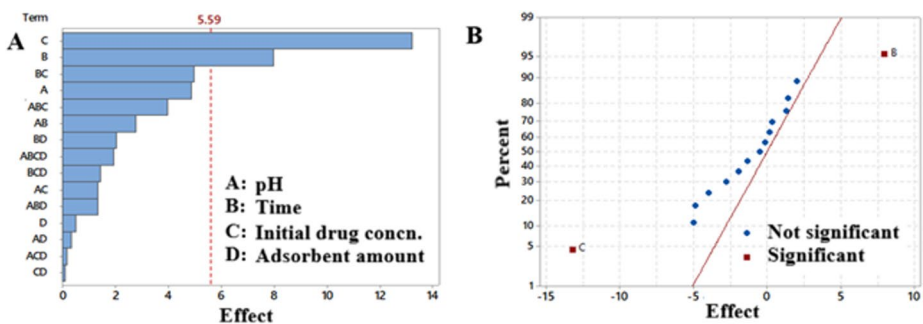 Term
5.59
A
C
B
BC
A
ABC
AB
BD
ABCD
BCD
AC
ABD
D
AD
ACD
CD
A: pH
B: Time
C: Initial drug concn.
D: Adsorbent amount
0 2 4 6 8 10 12 14
Effect
B
99
95
90
80
70
60
50
40
30
20
10
5
1
Percent
B
C
Not significant
Significant
-15 -10 -5 0 5 10
Effect